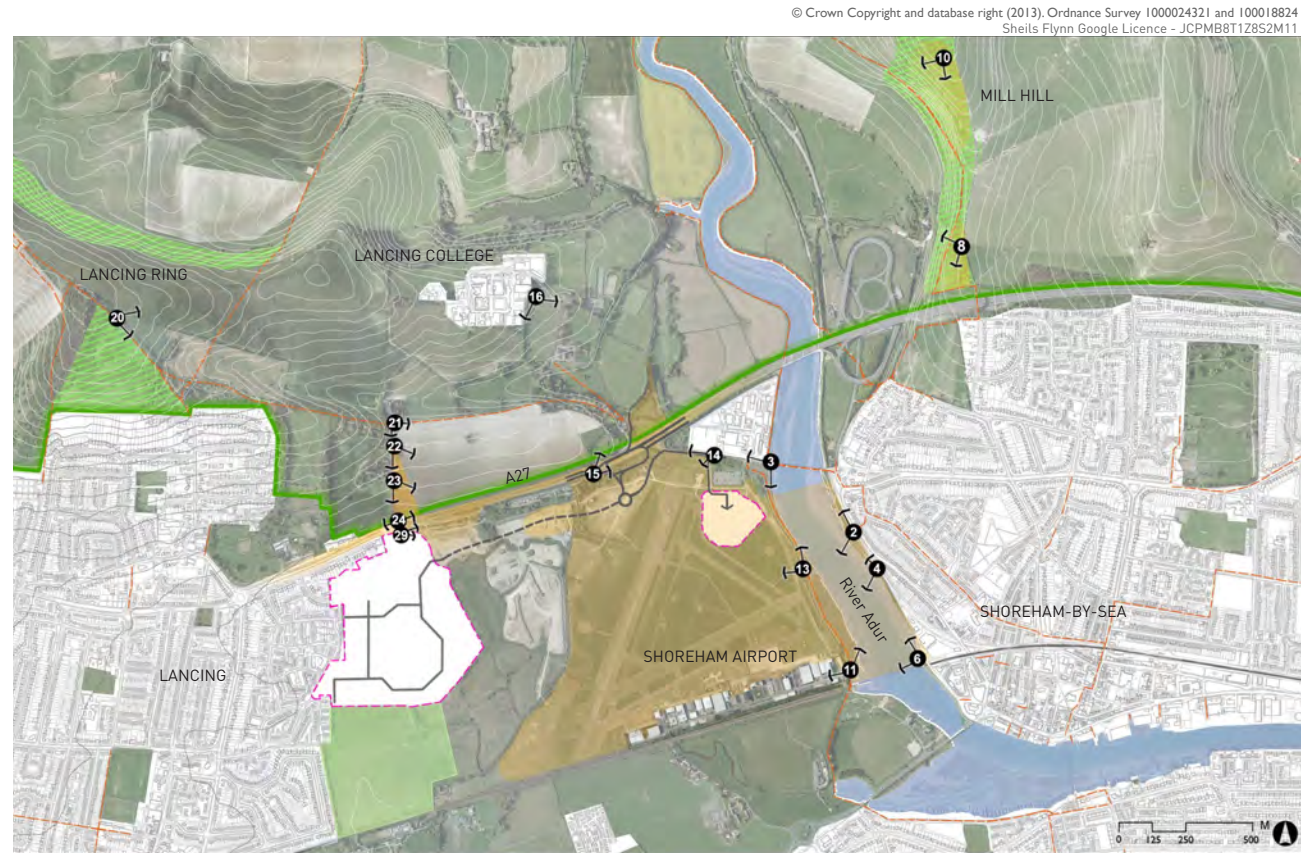 © Crown Copyright and database right (2013). Ordnance Survey 1000024321 and 100018824
Sheils Flynn Google Licence - JCPMB8T1Z8S2M11
10
MILL HILL
8
LANCING COLLEGE
LANCING RING
16
20
21
22
A27
15
14
3
23
24
29
2
13
4
River Adur
SHOREHAM-BY-SEA
SHOREHAM AIRPORT
6
11
LANCING
0 125 250 500 M